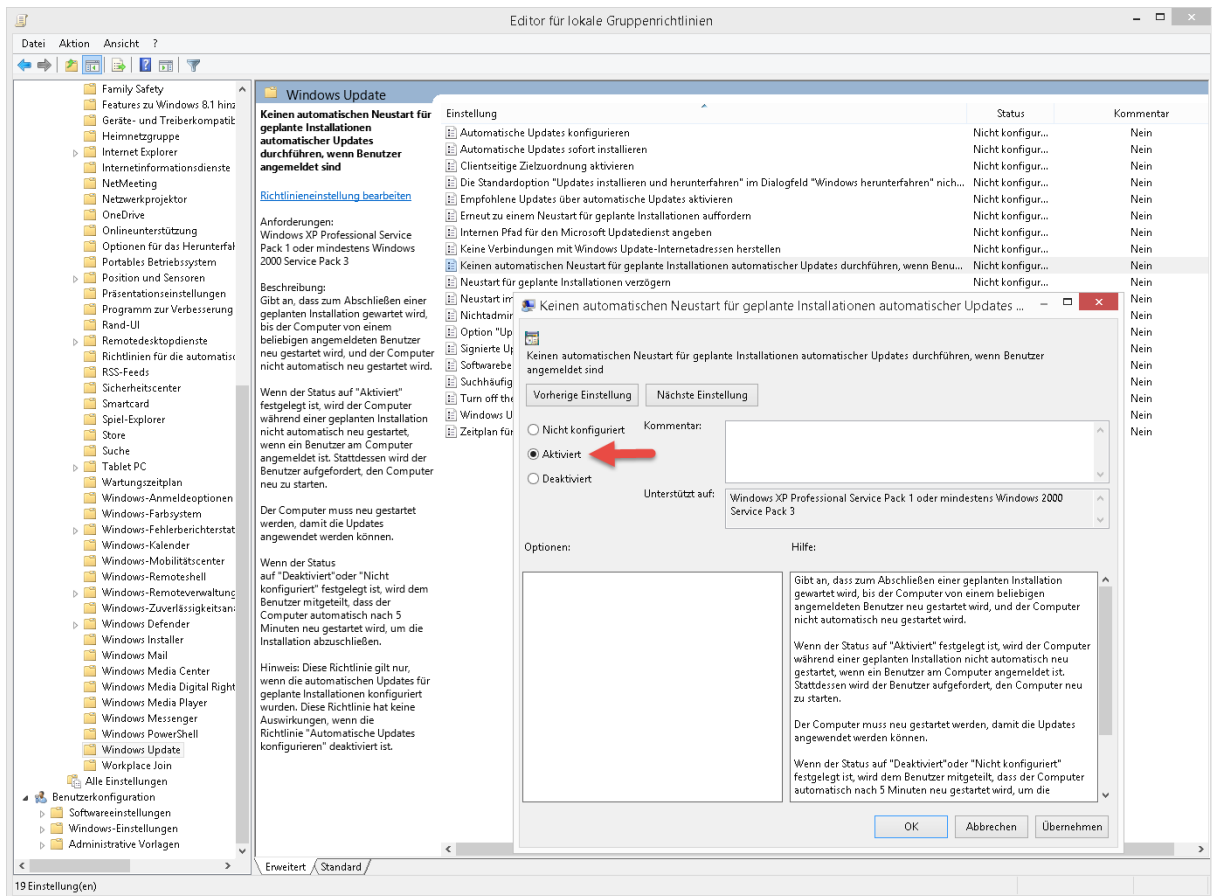 Editor für lokale Gruppenrichtlinien
Datei Aktion Ansicht ?
Family Safety
Features zu Windows 8.1 hinz
Geräte- und Treiberkompatib
Heimnetzgruppe
Internet Explorer
Internetinformationsdienste
NetMeeting
Netzwerkprojektor
OneDrive
Onlineunterstützung
Optionen für das Herunterfah
Portables Betriebssystem
Position und Sensoren
Präsentationseinstellungen
Programm zur Verbesserung
Rand-UI
Remotedesktopdienste
Richtlinien für die automatisc
RSS-Feeds
Sicherheitscenter
Smartcard
Spiel-Explorer
Store
Suche
Tablet PC
Wartungszeitplan
Windows-Anmeldeoptionen
Windows-Farbsystem
Windows-Fehlerberichterstat
Windows-Kalender
Windows-Mobilitätscenter
Windows-Remoteshell
Windows-Remoteverwaltung
Windows-Zuverlässigkeitsana
Windows Defender
Windows Installer
Windows Mail
Windows Media Center
Windows Media Digital Right
Windows Media Player
Windows Messenger
Windows PowerShell
Windows Update
Workplace Join
Alle Einstellungen
Benutzerkonfiguration
Softwareeinstellungen
Windows-Einstellungen
Administrative Vorlagen
Windows Update
Keinen automatischen Neustart für
geplante Installationen
automatischer Updates
durchführen, wenn Benutzer
angemeldet sind
Richtlinieneinstellung bearbeiten
Anforderungen:
Windows XP Professional Service
Pack 1 oder mindestens Windows
2000 Service Pack 3
Beschreibung:
Gibt an, dass zum Abschließen einer
geplanten Installation gewartet wird,
bis der Computer von einem
beliebigen angemeldeten Benutzer
neu gestartet wird, und der Computer
nicht automatisch neu gestartet wird.
Wenn der Status auf "Aktiviert"
festgelegt ist, wird der Computer
während einer geplanten Installation
nicht automatisch neu gestartet,
wenn ein Benutzer am Computer
angemeldet ist. Stattdessen wird der
Benutzer aufgefordert, den Computer
neu zu starten.
Der Computer muss neu gestartet
werden, damit die Updates
angewendet werden können.
Wenn der Status
auf "Deaktiviert"oder "Nicht
konfiguriert" festgelegt ist, wird dem
Benutzer mitgeteilt, dass der
Computer automatisch nach 5
Minuten neu gestartet wird, um die
Installation abzuschließen.
Hinweis: Diese Richtlinie gilt nur,
wenn die automatischen Updates für
geplante Installationen konfiguriert
wurden. Diese Richtlinie hat keine
Auswirkungen, wenn die
Richtlinie "Automatische Updates
konfigurieren" deaktiviert ist.
Einstellung Status Kommentar
Automatische Updates konfigurieren Nicht konfigur... Nein
Automatische Updates sofort installieren Nicht konfigur... Nein
Clientseitige Zielzuordnung aktivieren Nicht konfigur... Nein
Die Standardoption "Updates installieren und herunterfahren" im Dialogfeld "Windows herunterfahren" nich... Nicht konfigur... Nein
Empfohlene Updates über automatische Updates aktivieren Nicht konfigur... Nein
Erneut zu einem Neustart für geplante Installationen auffordern Nicht konfigur... Nein
Internen Pfad für den Microsoft Updatedienst angeben Nicht konfigur... Nein
Keine Verbindungen mit Windows Update-Internetadressen herstellen Nicht konfigur... Nein
Keinen automatischen Neustart für geplante Installationen automatischer Updates durchführen, wenn Benu... Nicht konfigur... Nein
Neustart für geplante Installationen verzögern Nicht konfigur... Nein
Neustart im Nein
Nichtadmir Nein
Option "Up Nein
Signierte Up Nein
Softwarebe Nein
Suchhäufig Nein
Turn off the Nein
Windows U Nein
Zeitplan für Nein
Keinen automatischen Neustart für geplante Installationen automatischer Updates ...
Keinen automatischen Neustart für geplante Installationen automatischer Updates durchführen, wenn Benutzer
angemeldet sind
Vorherige Einstellung Nächste Einstellung
Nicht konfiguriert Kommentar:
Aktiviert
Deaktiviert
Unterstützt auf: Windows XP Professional Service Pack 1 oder mindestens Windows 2000
Service Pack 3
Optionen: Hilfe:
Gibt an, dass zum Abschließen einer geplanten Installation
gewartet wird, bis der Computer von einem beliebigen
angemeldeten Benutzer neu gestartet wird, und der Computer
nicht automatisch neu gestartet wird.
Wenn der Status auf "Aktiviert" festgelegt ist, wird der Computer
während einer geplanten Installation nicht automatisch neu
gestartet, wenn ein Benutzer am Computer angemeldet ist.
Stattdessen wird der Benutzer aufgefordert, den Computer neu
zu starten.
Der Computer muss neu gestartet werden, damit die Updates
angewendet werden können.
Wenn der Status auf "Deaktiviert"oder "Nicht konfiguriert"
festgelegt ist, wird dem Benutzer mitgeteilt, dass der Computer
automatisch nach 5 Minuten neu gestartet wird, um die
OK Abbrechen Übernehmen
Erweitert Standard
19 Einstellung(en)